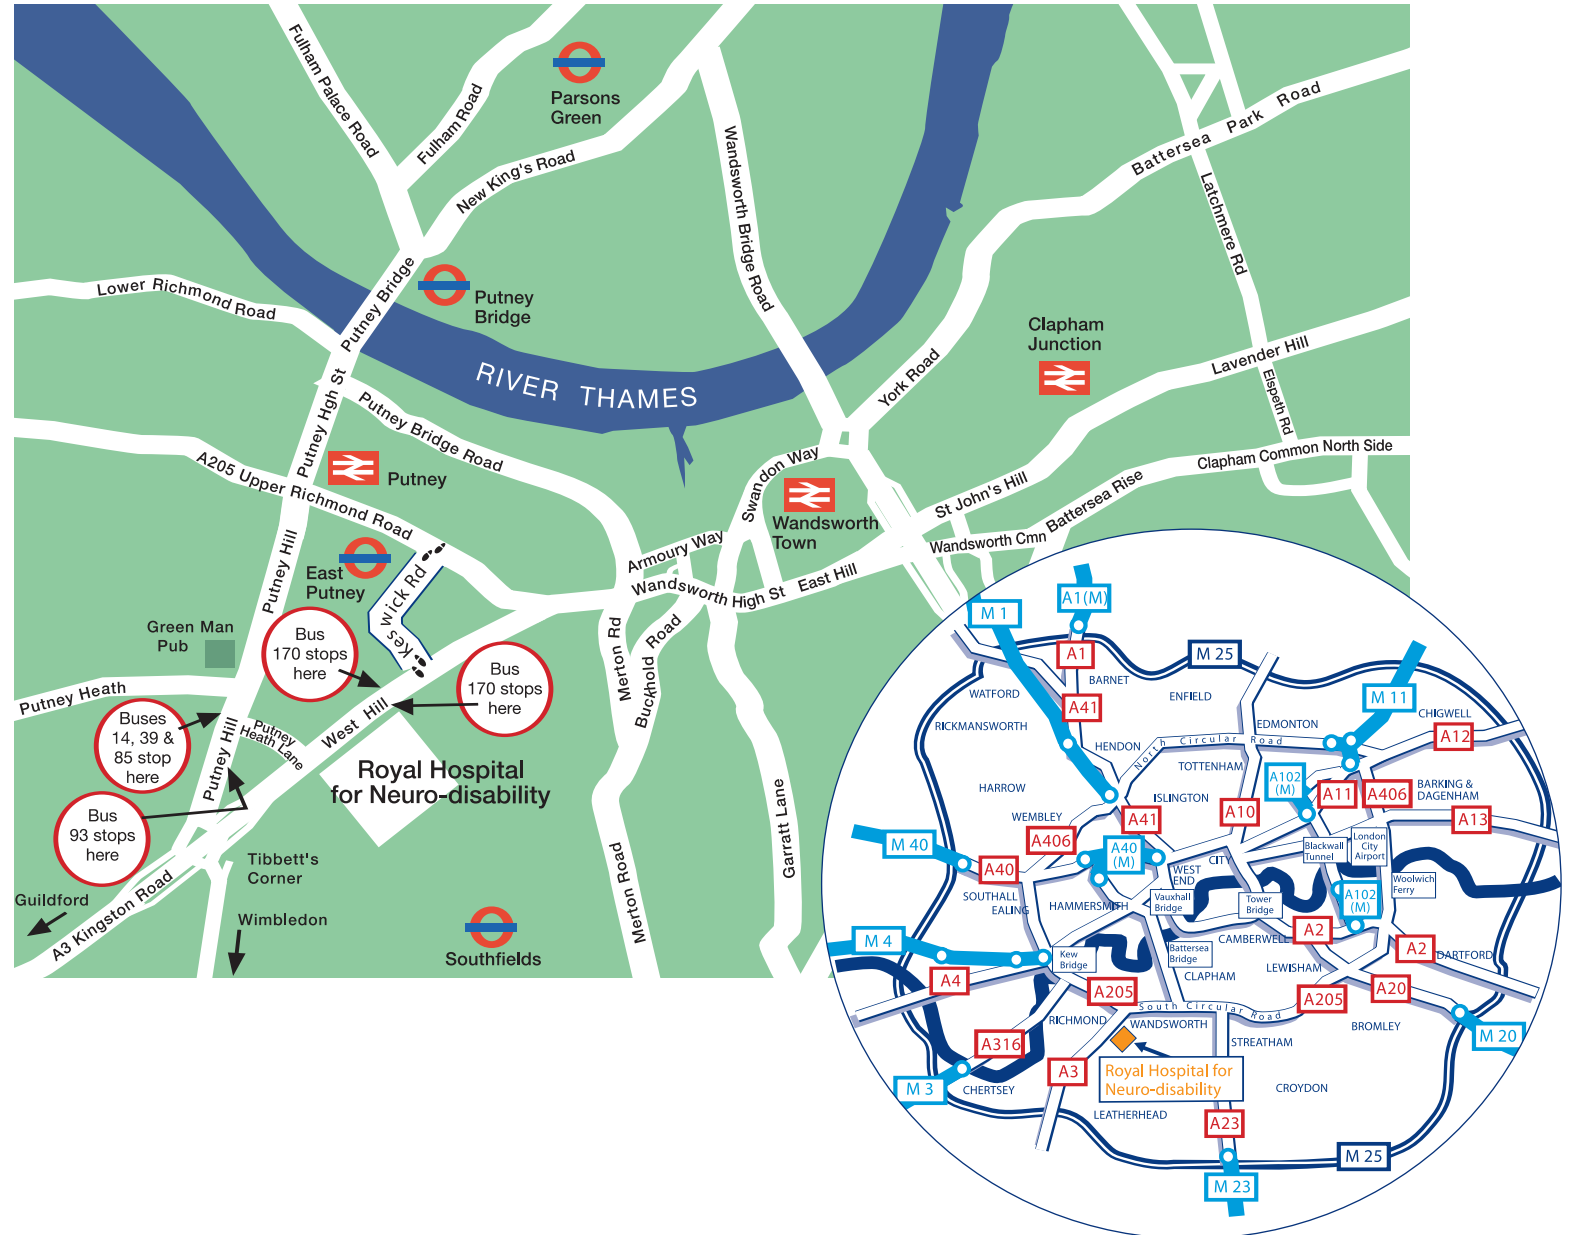 Fulham Palace Road
Fulham Road
Parsons
Green
New King's Road
Wandsworth Bridge Road
Battersea Park Road
Latchmere Rd
Lower Richmond Road
Putney Bridge
Putney
Bridge
RIVER THAMES
Clapham
Junction
York Road
Lavender Hill
Elspeth Rd
Putney Hgh St
Putney Bridge Road
A205 Upper Richmond Road
Putney
Swandon Way
Wandsworth
Town
St John's Hill
Battersea Rise
Clapham Common North Side
Wandsworth Cmn
Armoury Way
Wandsworth High St
East Hill
Putney Hill
East
Putney
Keswick Rd
Green Man
Pub
Bus
170 stops
here
Bus
170 stops
here
Merton Rd
Buckhold Road
Putney Heath
Buses
14, 39 &
85 stop
here
Putney Hill
Putney
Heath Lane
West Hill
Royal Hospital
for Neuro-disability
Bus
93 stops
here
Tibbett's
Corner
Guildford
A3 Kingston Road
Wimbledon
Southfields
Merton Road
Garratt Lane
M 1
A1(M)
A1
M 25
BARNET
WATFORD
ENFIELD
M 11
A41
RICKMANSWORTH
EDMONTON
CHIGWELL
A12
HENDON
North Circular Road
TOTTENHAM
A102
(M)
A11
A406
BARKING &
DAGENHAM
HARROW
ISLINGTON
WEMBLEY
A41
A10
A13
A406
M 40
A40
(M)
CITY
Blackwall
Tunnel
London
City
Airport
A40
WEST
END
Woolwich
Ferry
SOUTHALL
EALING
HAMMERSMITH
Vauxhall
Bridge
Tower
Bridge
A102
(M)
M 4
CAMBERWELL
A2
A2
DARTFORD
Kew
Bridge
Battersea
Bridge
LEWISHAM
A4
CLAPHAM
A205
A205
A20
South Circular Road
RICHMOND
WANDSWORTH
BROMLEY
M 20
A316
STREATHAM
A3
Royal Hospital for
Neuro-disability
M 3
CHERTSEY
CROYDON
LEATHERHEAD
A23
M 25
M 23